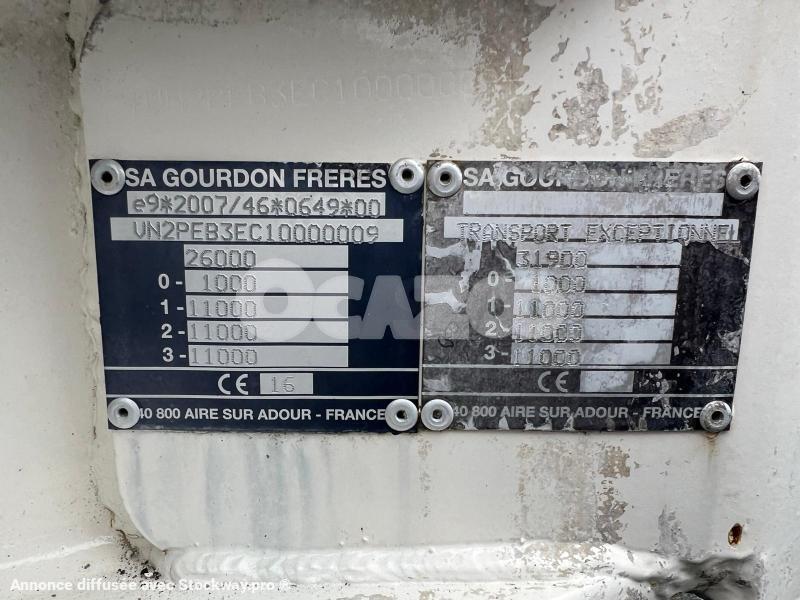 SA GOURDON FRERES
e9*2007/46*0649*00
VN2PEB3EC10000009
26000
0- 1000
1- 11000
2- 11000
3- 11000
CE 16
40 800 AIRE SUR ADOUR - FRANCE
SA GOURDON FRERES
TRANSPORT EXCEPTIONNEL
31900
0- 1000
1- 11000
2- 11000
3- 11000
CE
40 800 AIRE SUR ADOUR - FRANCE
Annonce diffusée avec Stockway.pro ®